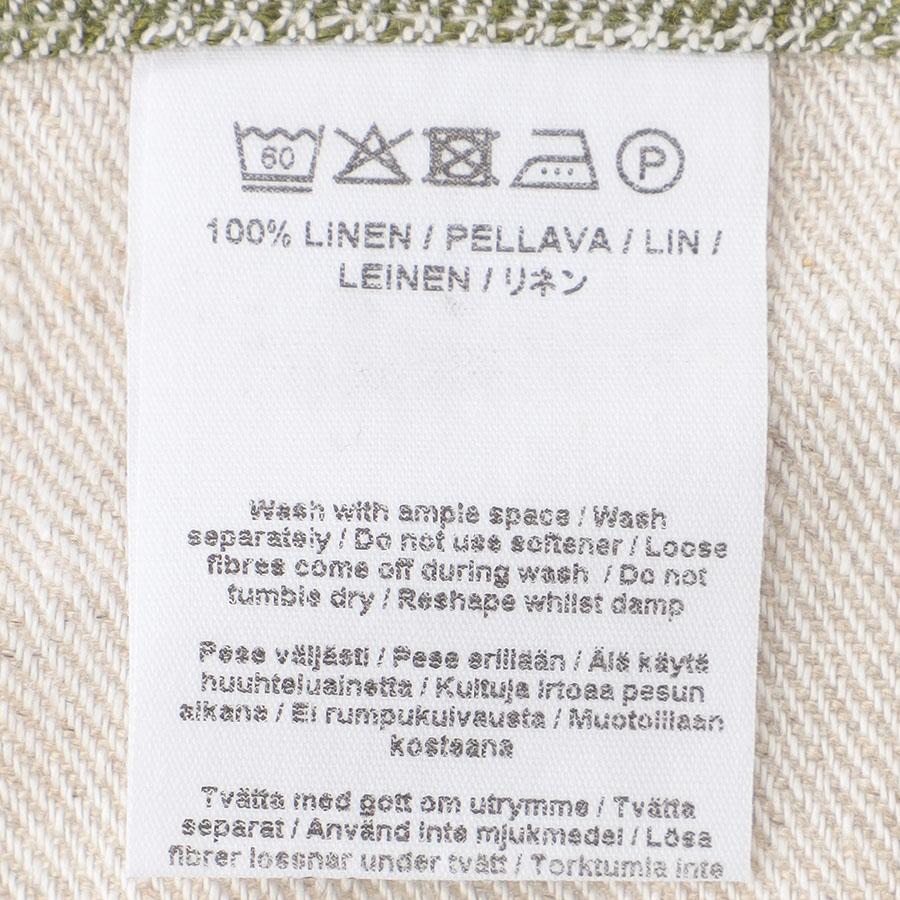 60 P
100% LINEN / PELLAVA / LIN /
LEINEN / リネン
Wash with ample space / Wash
separately / Do not use softener / Loose
fibres come off during wash / Do not
tumble dry / Reshape whilst damp
Pese väljästi / Pese erillään / Älä käytä
huuhteluainetta / Kuituja irtoaa pesun
aikana / Ei rumpukuivausta / Muotoillaan
kosteana
Tvätta med gott om utrymme / Tvätta
separat / Använd inte mjukmedel / Lösa
fibrer lossnar under tvätt / Torktumla inte